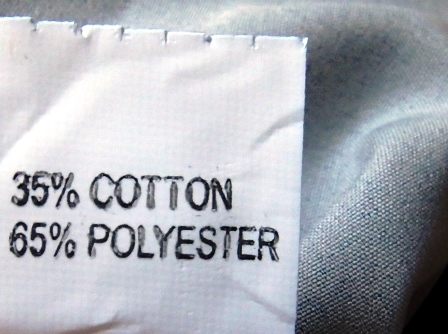 35% COTTON
65% POLYESTER